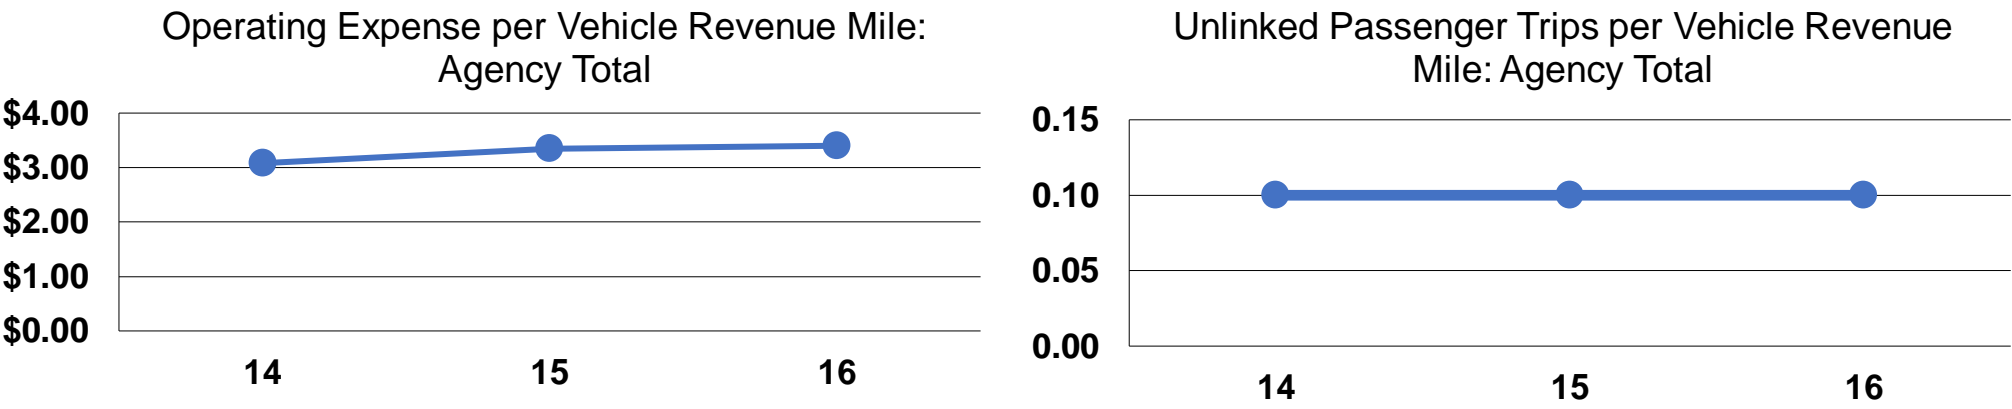 Operating Expense per Vehicle Revenue Mile:
Agency Total
$4.00
$3.00
$2.00
$1.00
$0.00
14 15 16
Unlinked Passenger Trips per Vehicle Revenue
Mile: Agency Total
0.15
0.10
0.05
0.00
14 15 16